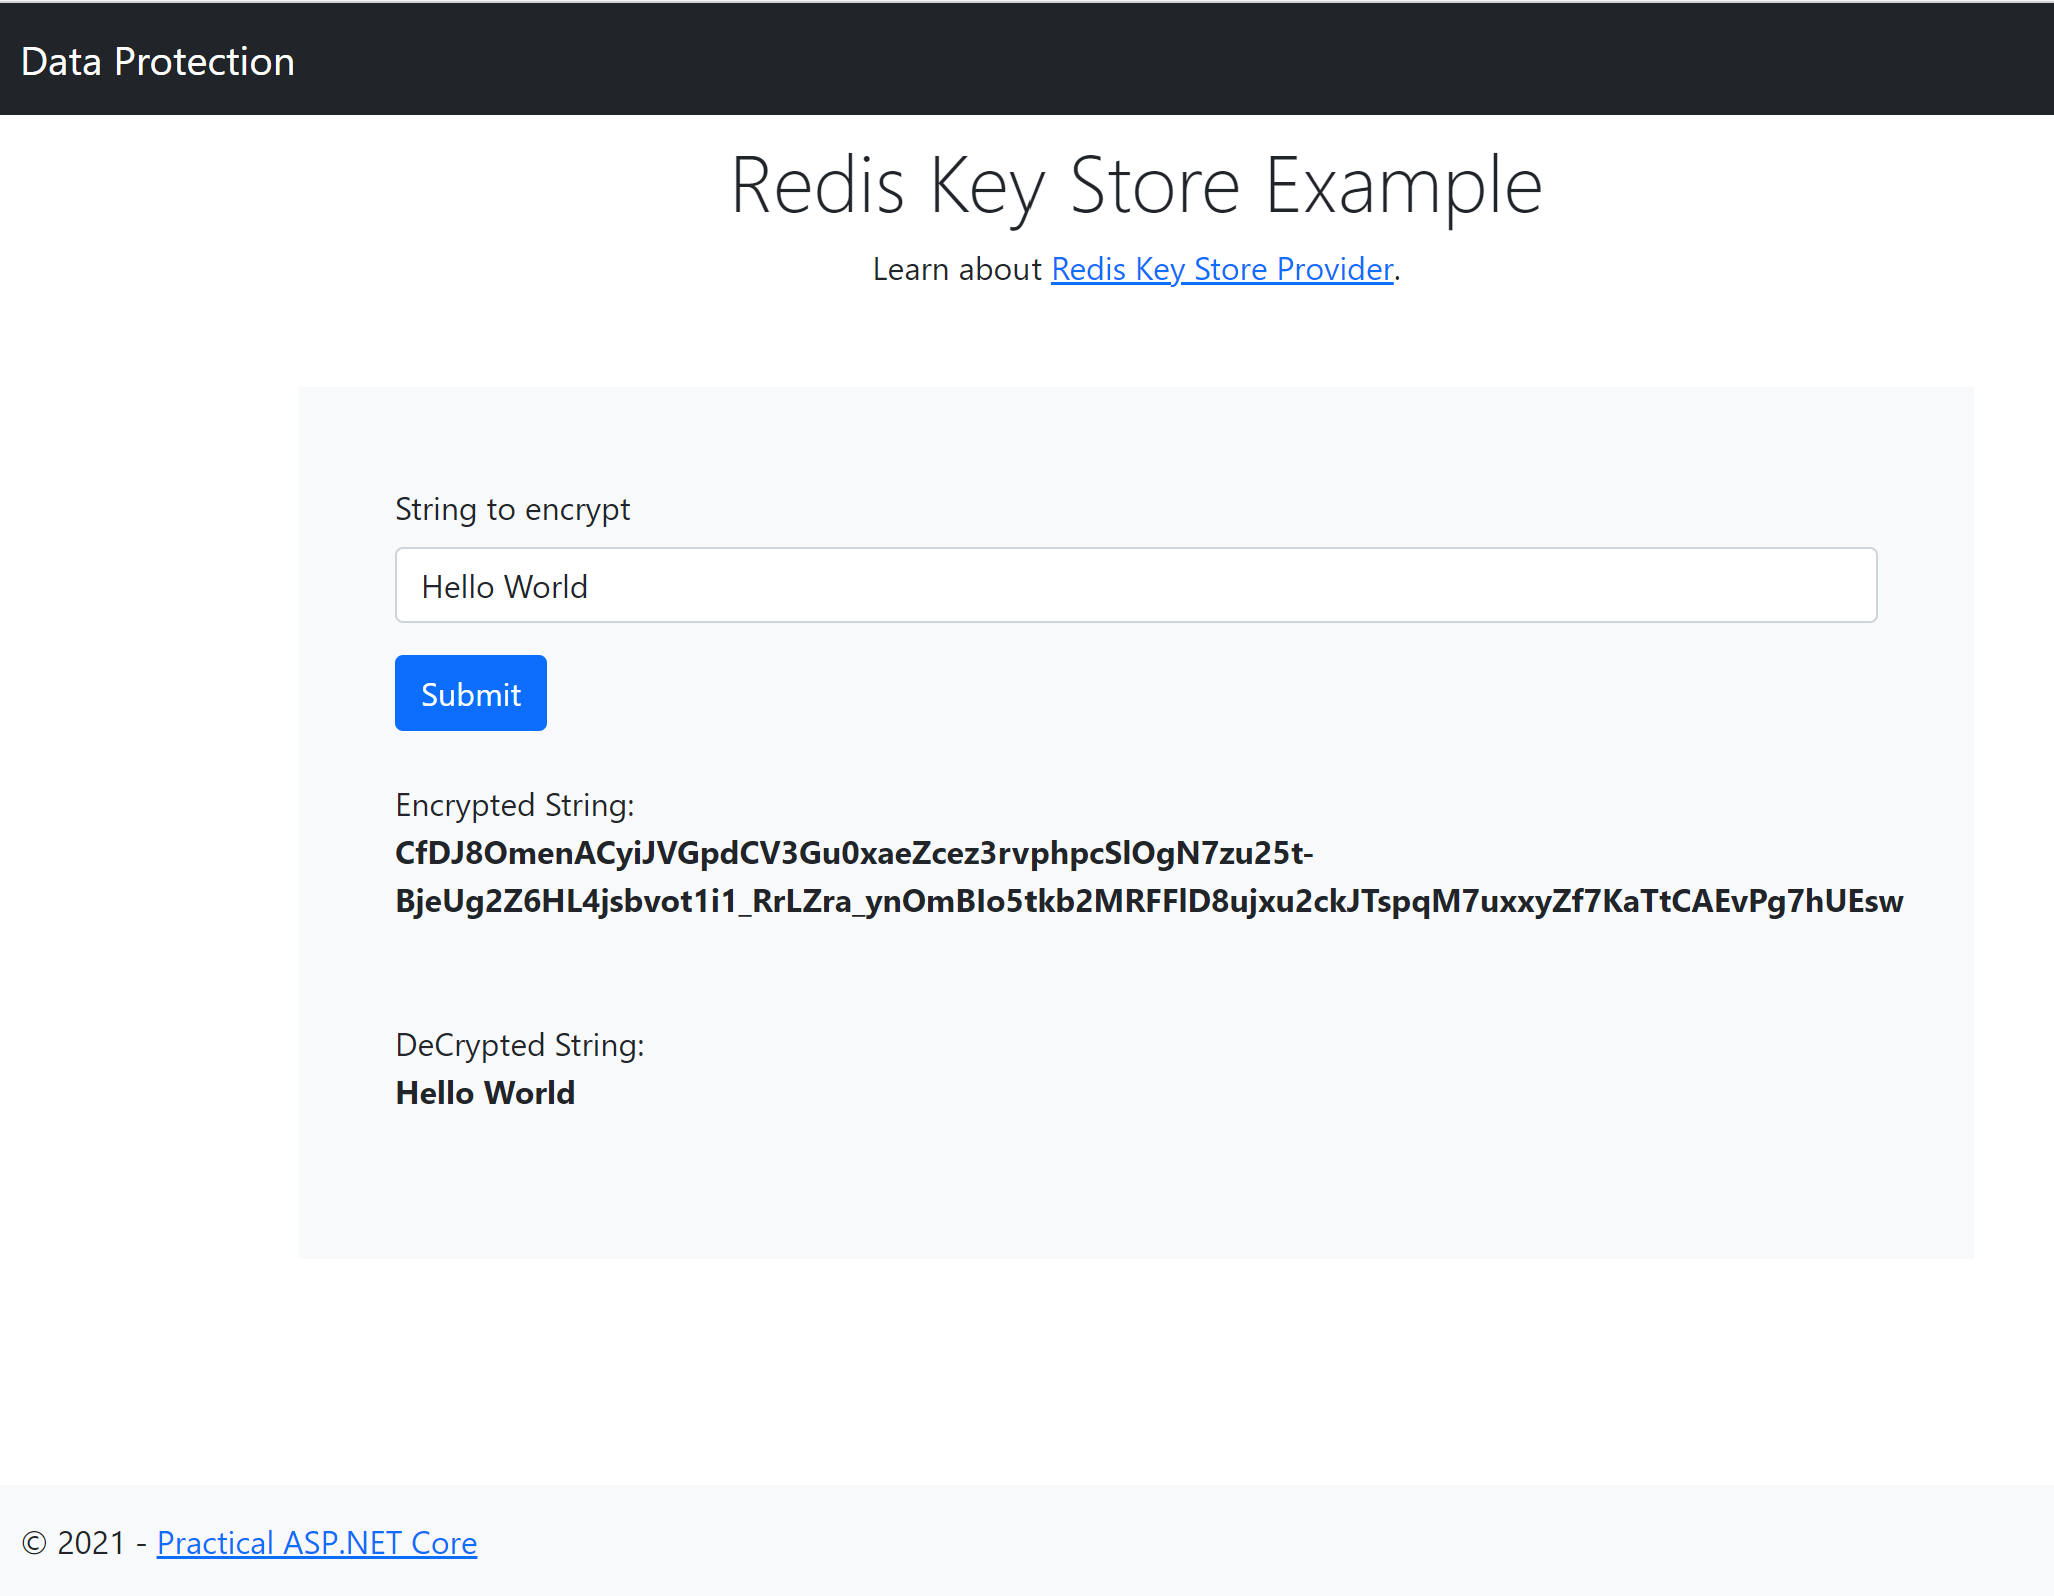 Data Protection
Redis Key Store Example
Learn about Redis Key Store Provider.
String to encrypt
Hello World
Submit
Encrypted String:
CfDJ8OmenACyiJVGpdCV3Gu0xaeZcez3rvphpcSlOgN7zu25t-
BjeUg2Z6HL4jsbvot1i1_RrLZra_ynOmBIo5tkb2MRFFlD8ujxu2ckJTspqM7uxxyZf7KaTtCAEvPg7hUEsw
DeCrypted String:
Hello World
© 2021 - Practical ASP.NET Core